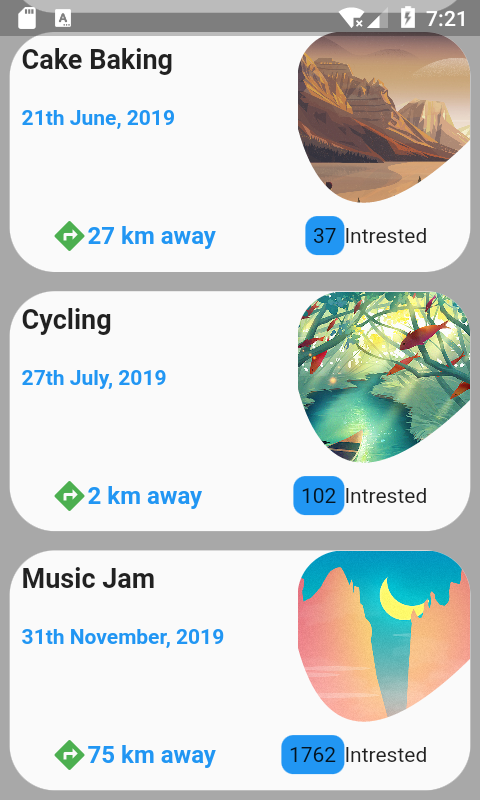 7:21
Cake Baking
21th June, 2019
27 km away
37 Intrested
Cycling
27th July, 2019
2 km away
102 Intrested
Music Jam
31th November, 2019
75 km away
1762 Intrested